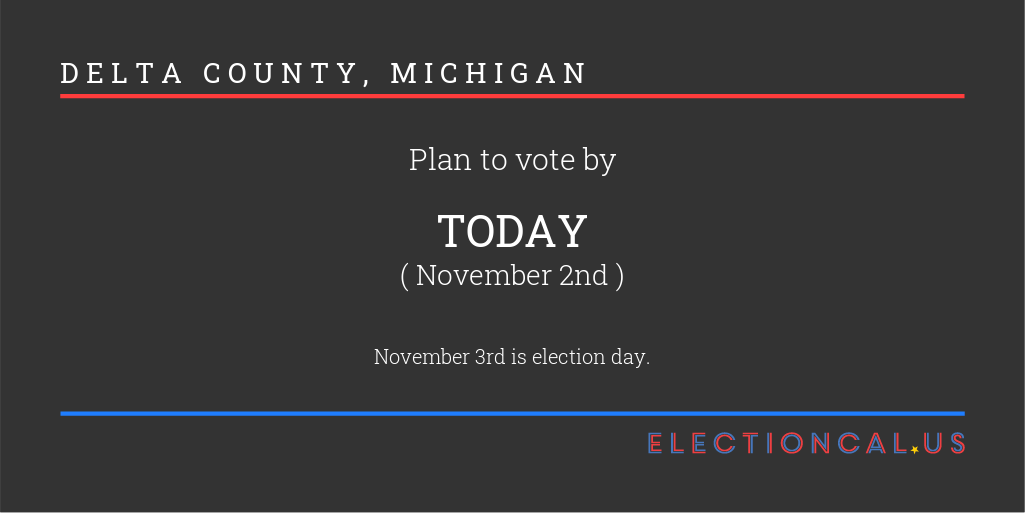 DELTA COUNTY, MICHIGAN
Plan to vote by
TODAY
( November 2nd )
November 3rd is election day.
ELECTIONCAL.US